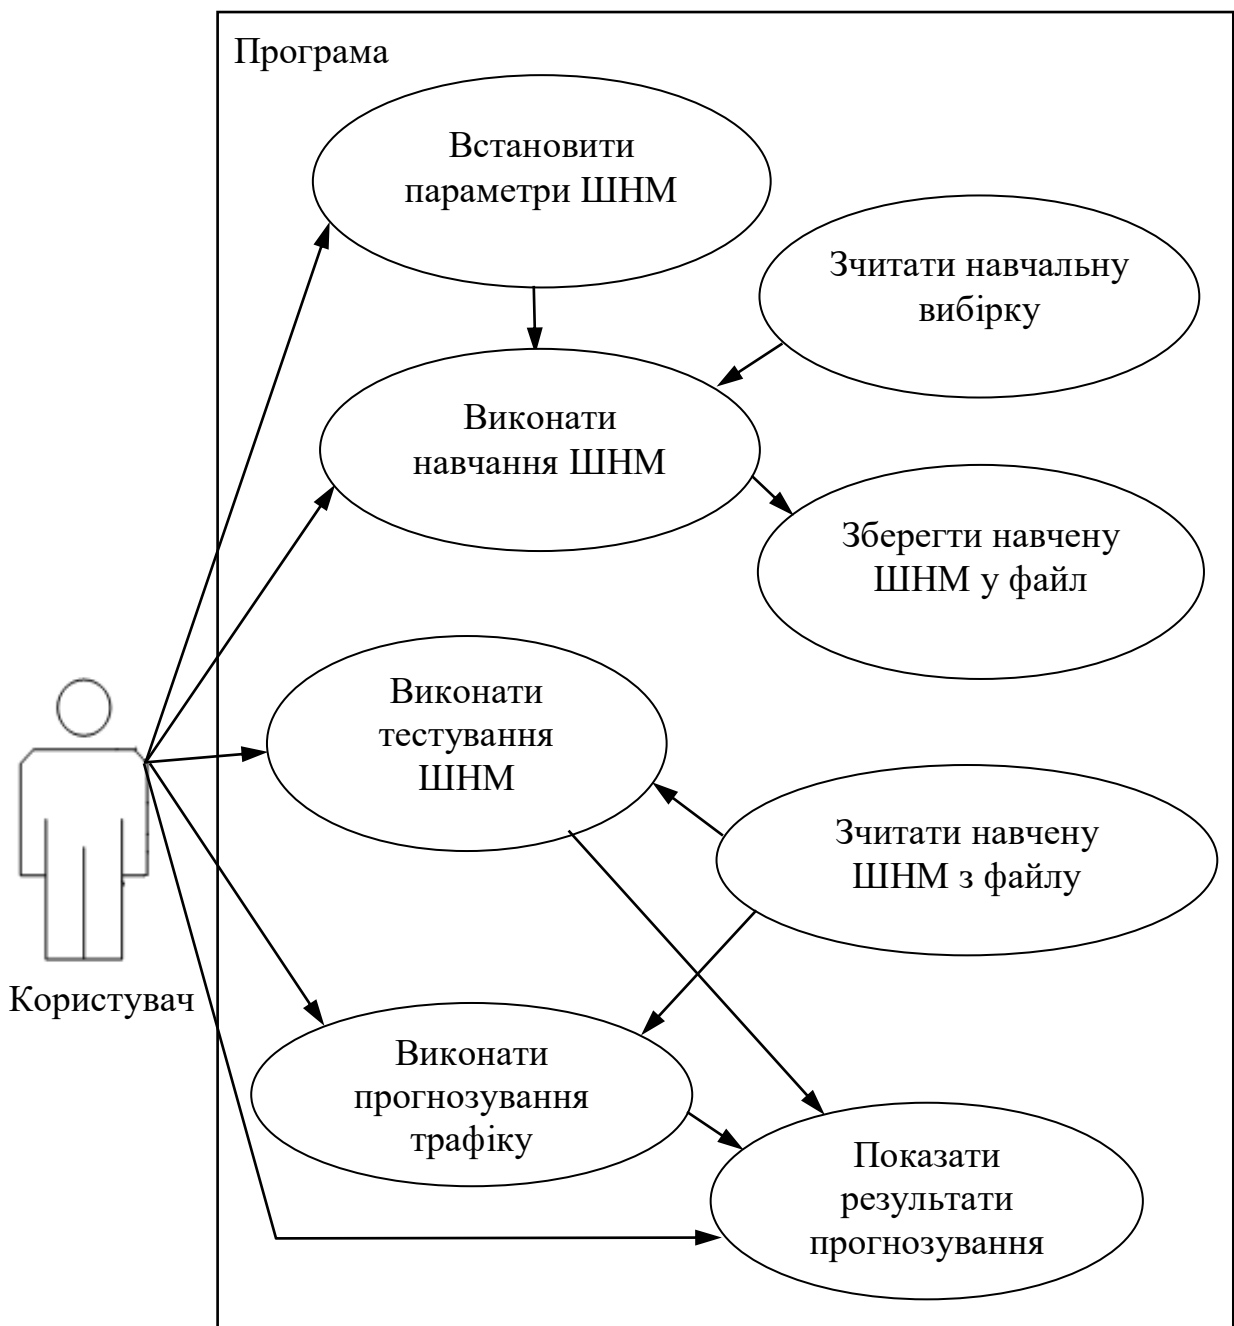 Програма
Встановити
параметри ШНМ
Зчитати навчальну
вибірку
Виконати
навчання ШНМ
Зберегти навчену
ШНМ у файл
Виконати
тестування
ШНМ
Зчитати навчену
ШНМ з файлу
Користувач
Виконати
прогнозування
трафіку
Показати
результати
прогнозування